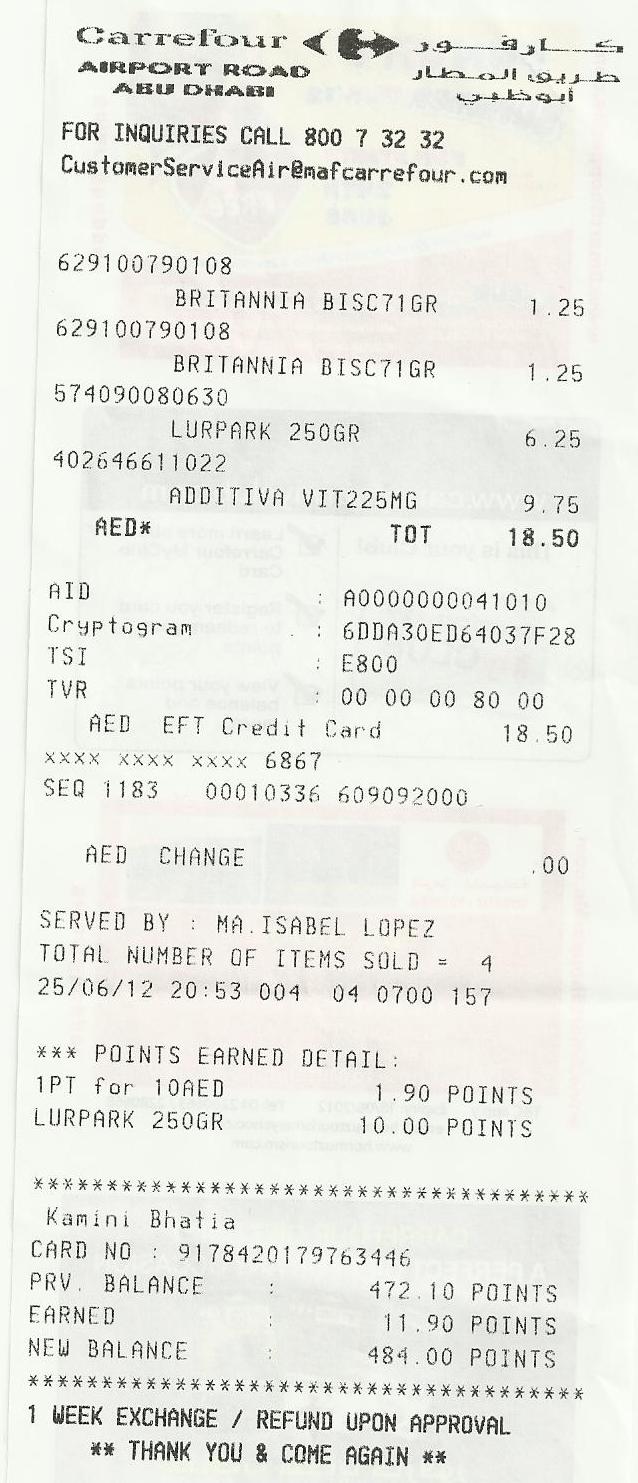 Carrefour كارفور
AIRPORT ROAD طريق المطار
ABU DHABI أبوظبي
FOR INQUIRIES CALL 800 7 32 32
CustomerServiceAir@mafcarrefour.com
629100790108
BRITANNIA BISC71GR 1.25
629100790108
BRITANNIA BISC71GR 1.25
574090080630
LURPARK 250GR 6.25
402646611022
ADDITIVA VIT225MG 9.75
AED* TOT 18.50
AID : A0000000041010
Cryptogram : 6DDA30ED64037F28
TSI : E800
TVR : 00 00 00 80 00
AED EFT Credit Card 18.50
xxxx xxxx xxxx 6867
SEQ 1183 00010336 609092000
AED CHANGE .00
SERVED BY : MA.ISABEL LOPEZ
TOTAL NUMBER OF ITEMS SOLD = 4
25/06/12 20:53 004 04 0700 157
*** POINTS EARNED DETAIL:
1PT for 10AED 1.90 POINTS
LURPARK 250GR 10.00 POINTS
**************************************
Kamini Bhatia
CARD NO : 9178420179763446
PRV. BALANCE : 472.10 POINTS
EARNED : 11.90 POINTS
NEW BALANCE : 484.00 POINTS
**************************************
1 WEEK EXCHANGE / REFUND UPON APPROVAL
** THANK YOU & COME AGAIN **